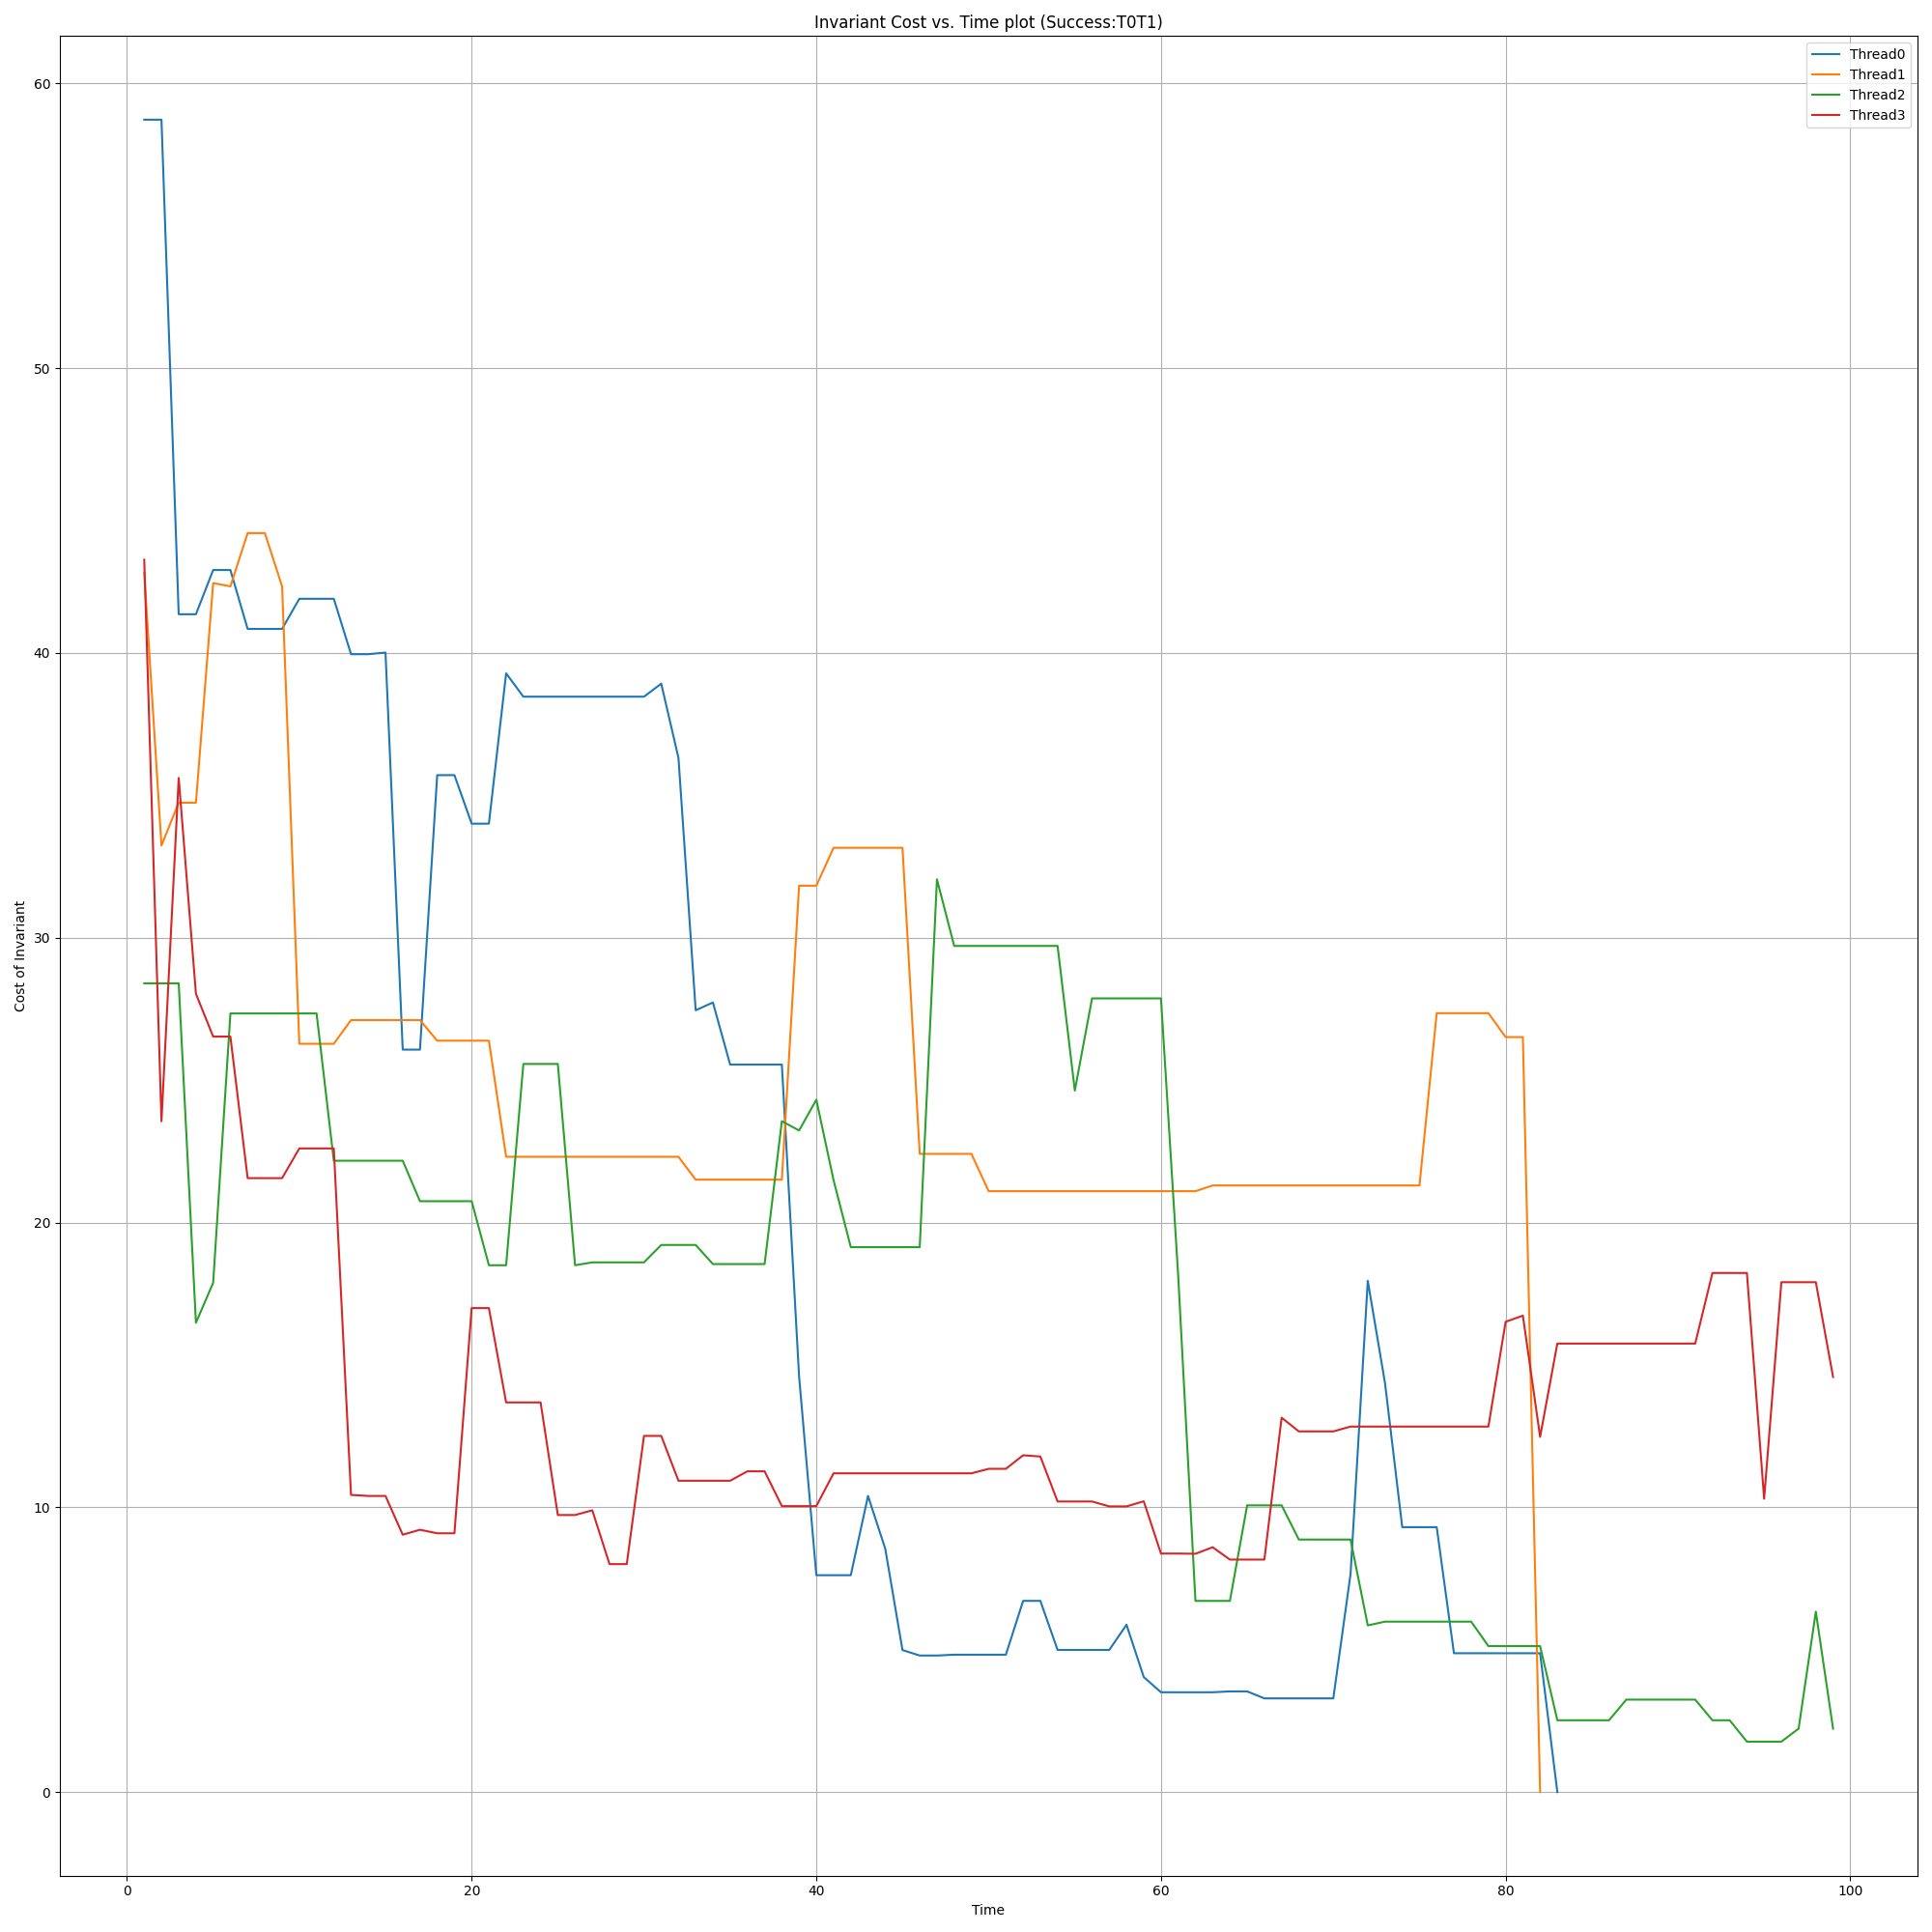 Invariant Cost vs. Time plot (Success:T0T1)
Thread0
Thread1
Thread2
Thread3
60
50
40
30
20
10
0
Cost of Invariant
0 20 40 60 80 100
Time